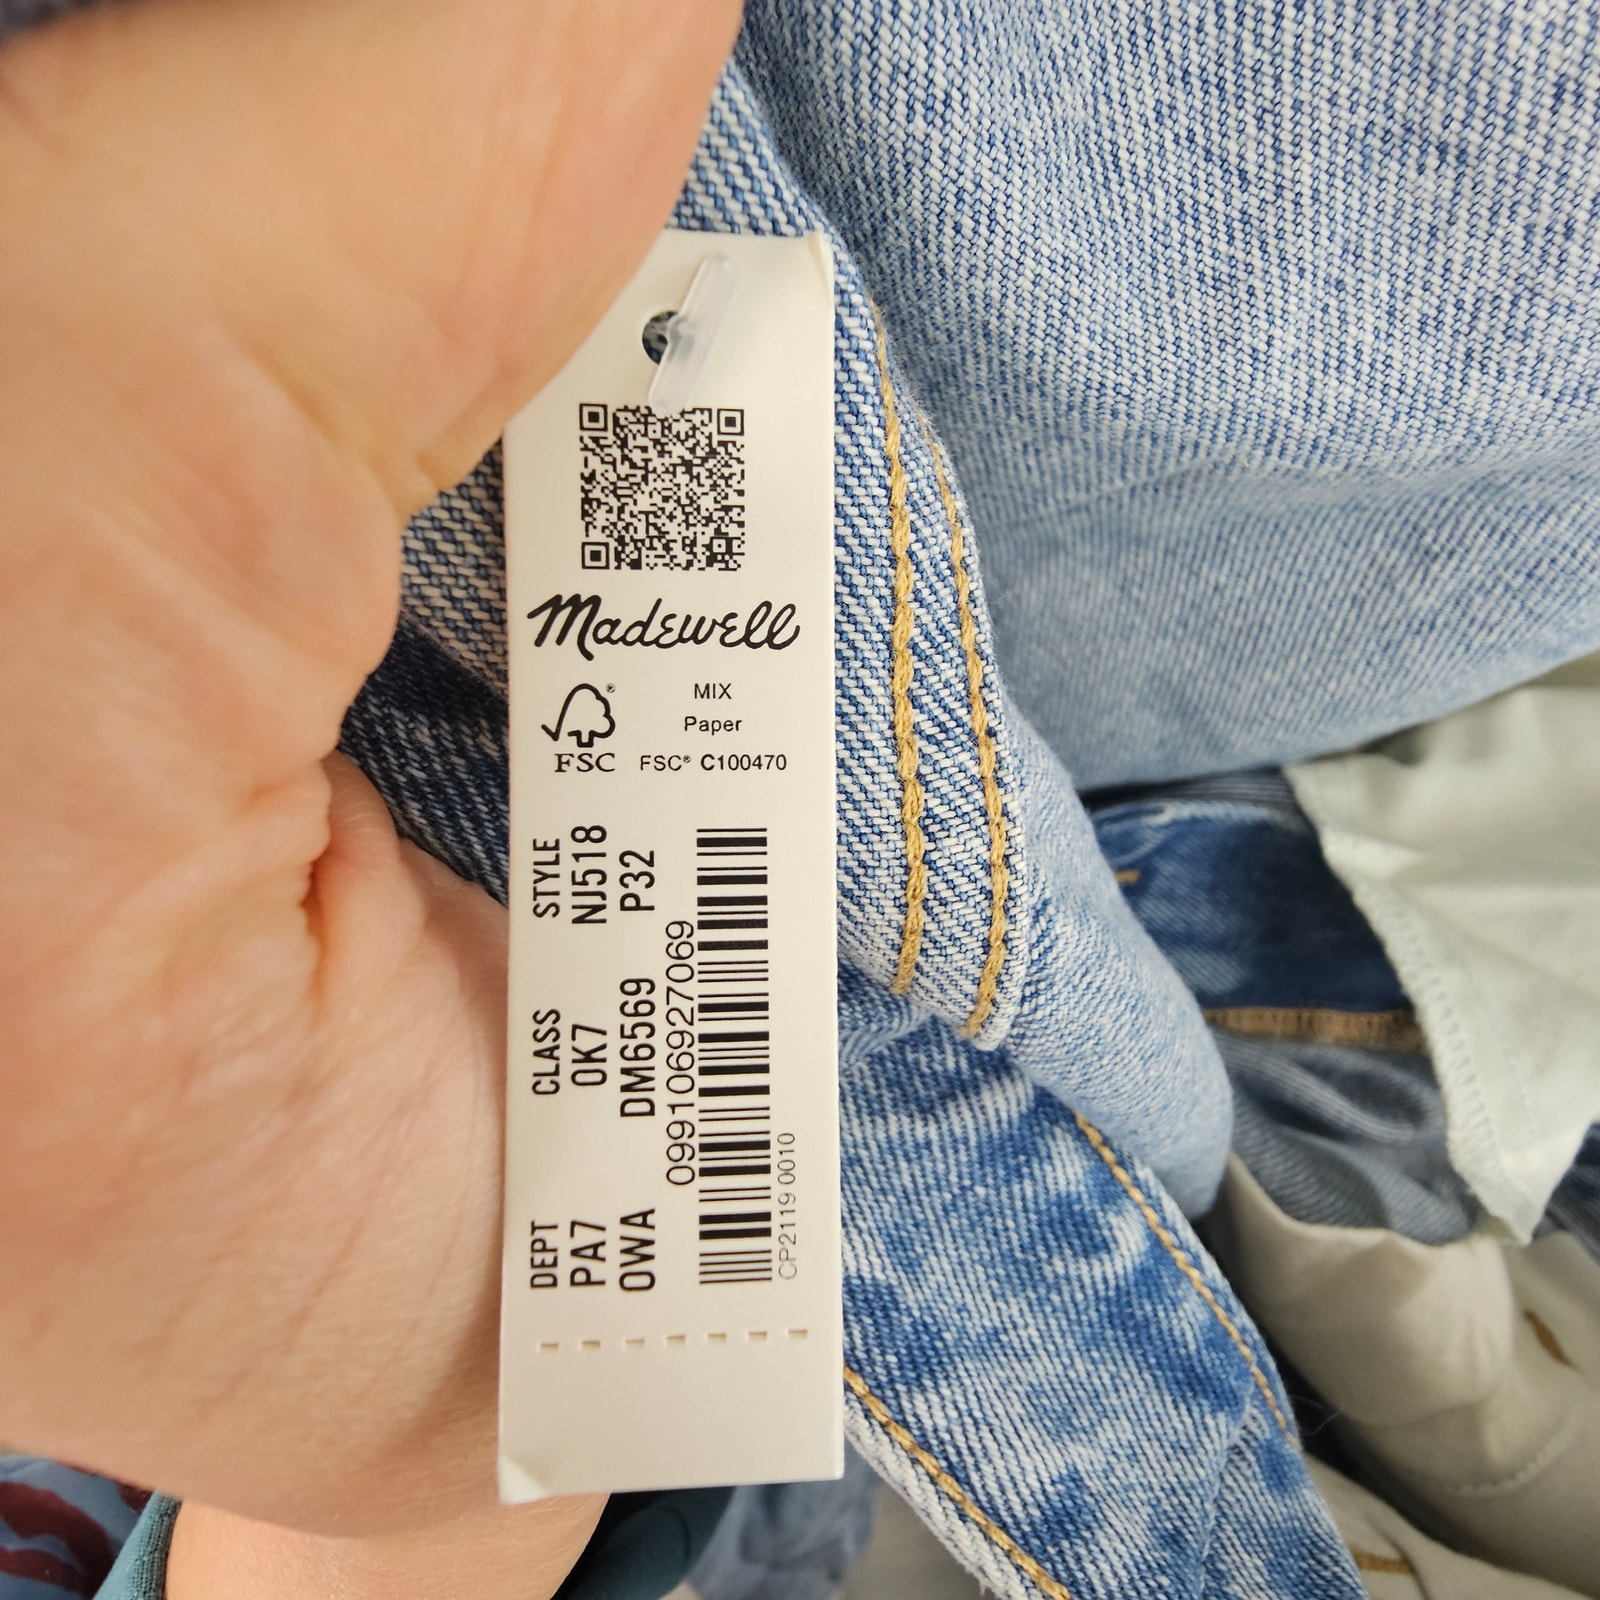 Madewell
MIX
Paper
FSC® C100470
FSC
DEPT CLASS STYLE
PA7 0K7 NJ518
OWA DM6569 P32
099106927069
CP2119 0010